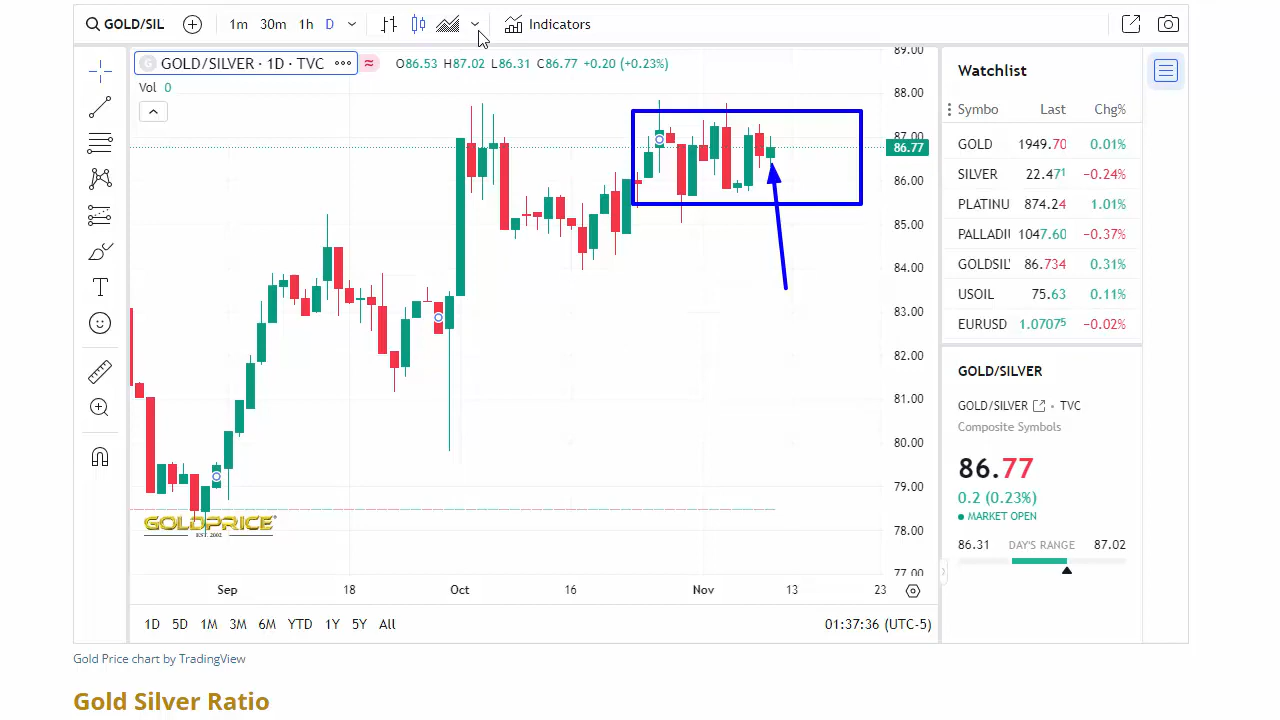 GOLD/SIL 1m 30m 1h D Indicators
GOLD/SILVER · 1D · TVC ••• ≈ O86.53 H87.02 L86.31 C86.77 +0.20 (+0.23%)
Vol 0
89.00
88.00
87.00
86.77
86.00
85.00
84.00
83.00
82.00
81.00
80.00
79.00
78.00
77.00
GOLDPRICE
EST. 2002
Sep 18 Oct 16 Nov 13 23
1D 5D 1M 3M 6M YTD 1Y 5Y All 01:37:36 (UTC-5)
Watchlist
Symbo Last Chg%
GOLD 1949.70 0.01%
SILVER 22.471 −0.24%
PLATINU 874.24 1.01%
PALLADI 1047.60 −0.37%
GOLDSIL 86.734 0.31%
USOIL 75.63 0.11%
EURUSD 1.07075 −0.02%
GOLD/SILVER
GOLD/SILVER • TVC
Composite Symbols
86.77
0.2 (0.23%)
● MARKET OPEN
86.31 DAY'S RANGE 87.02
Gold Price chart by TradingView
Gold Silver Ratio